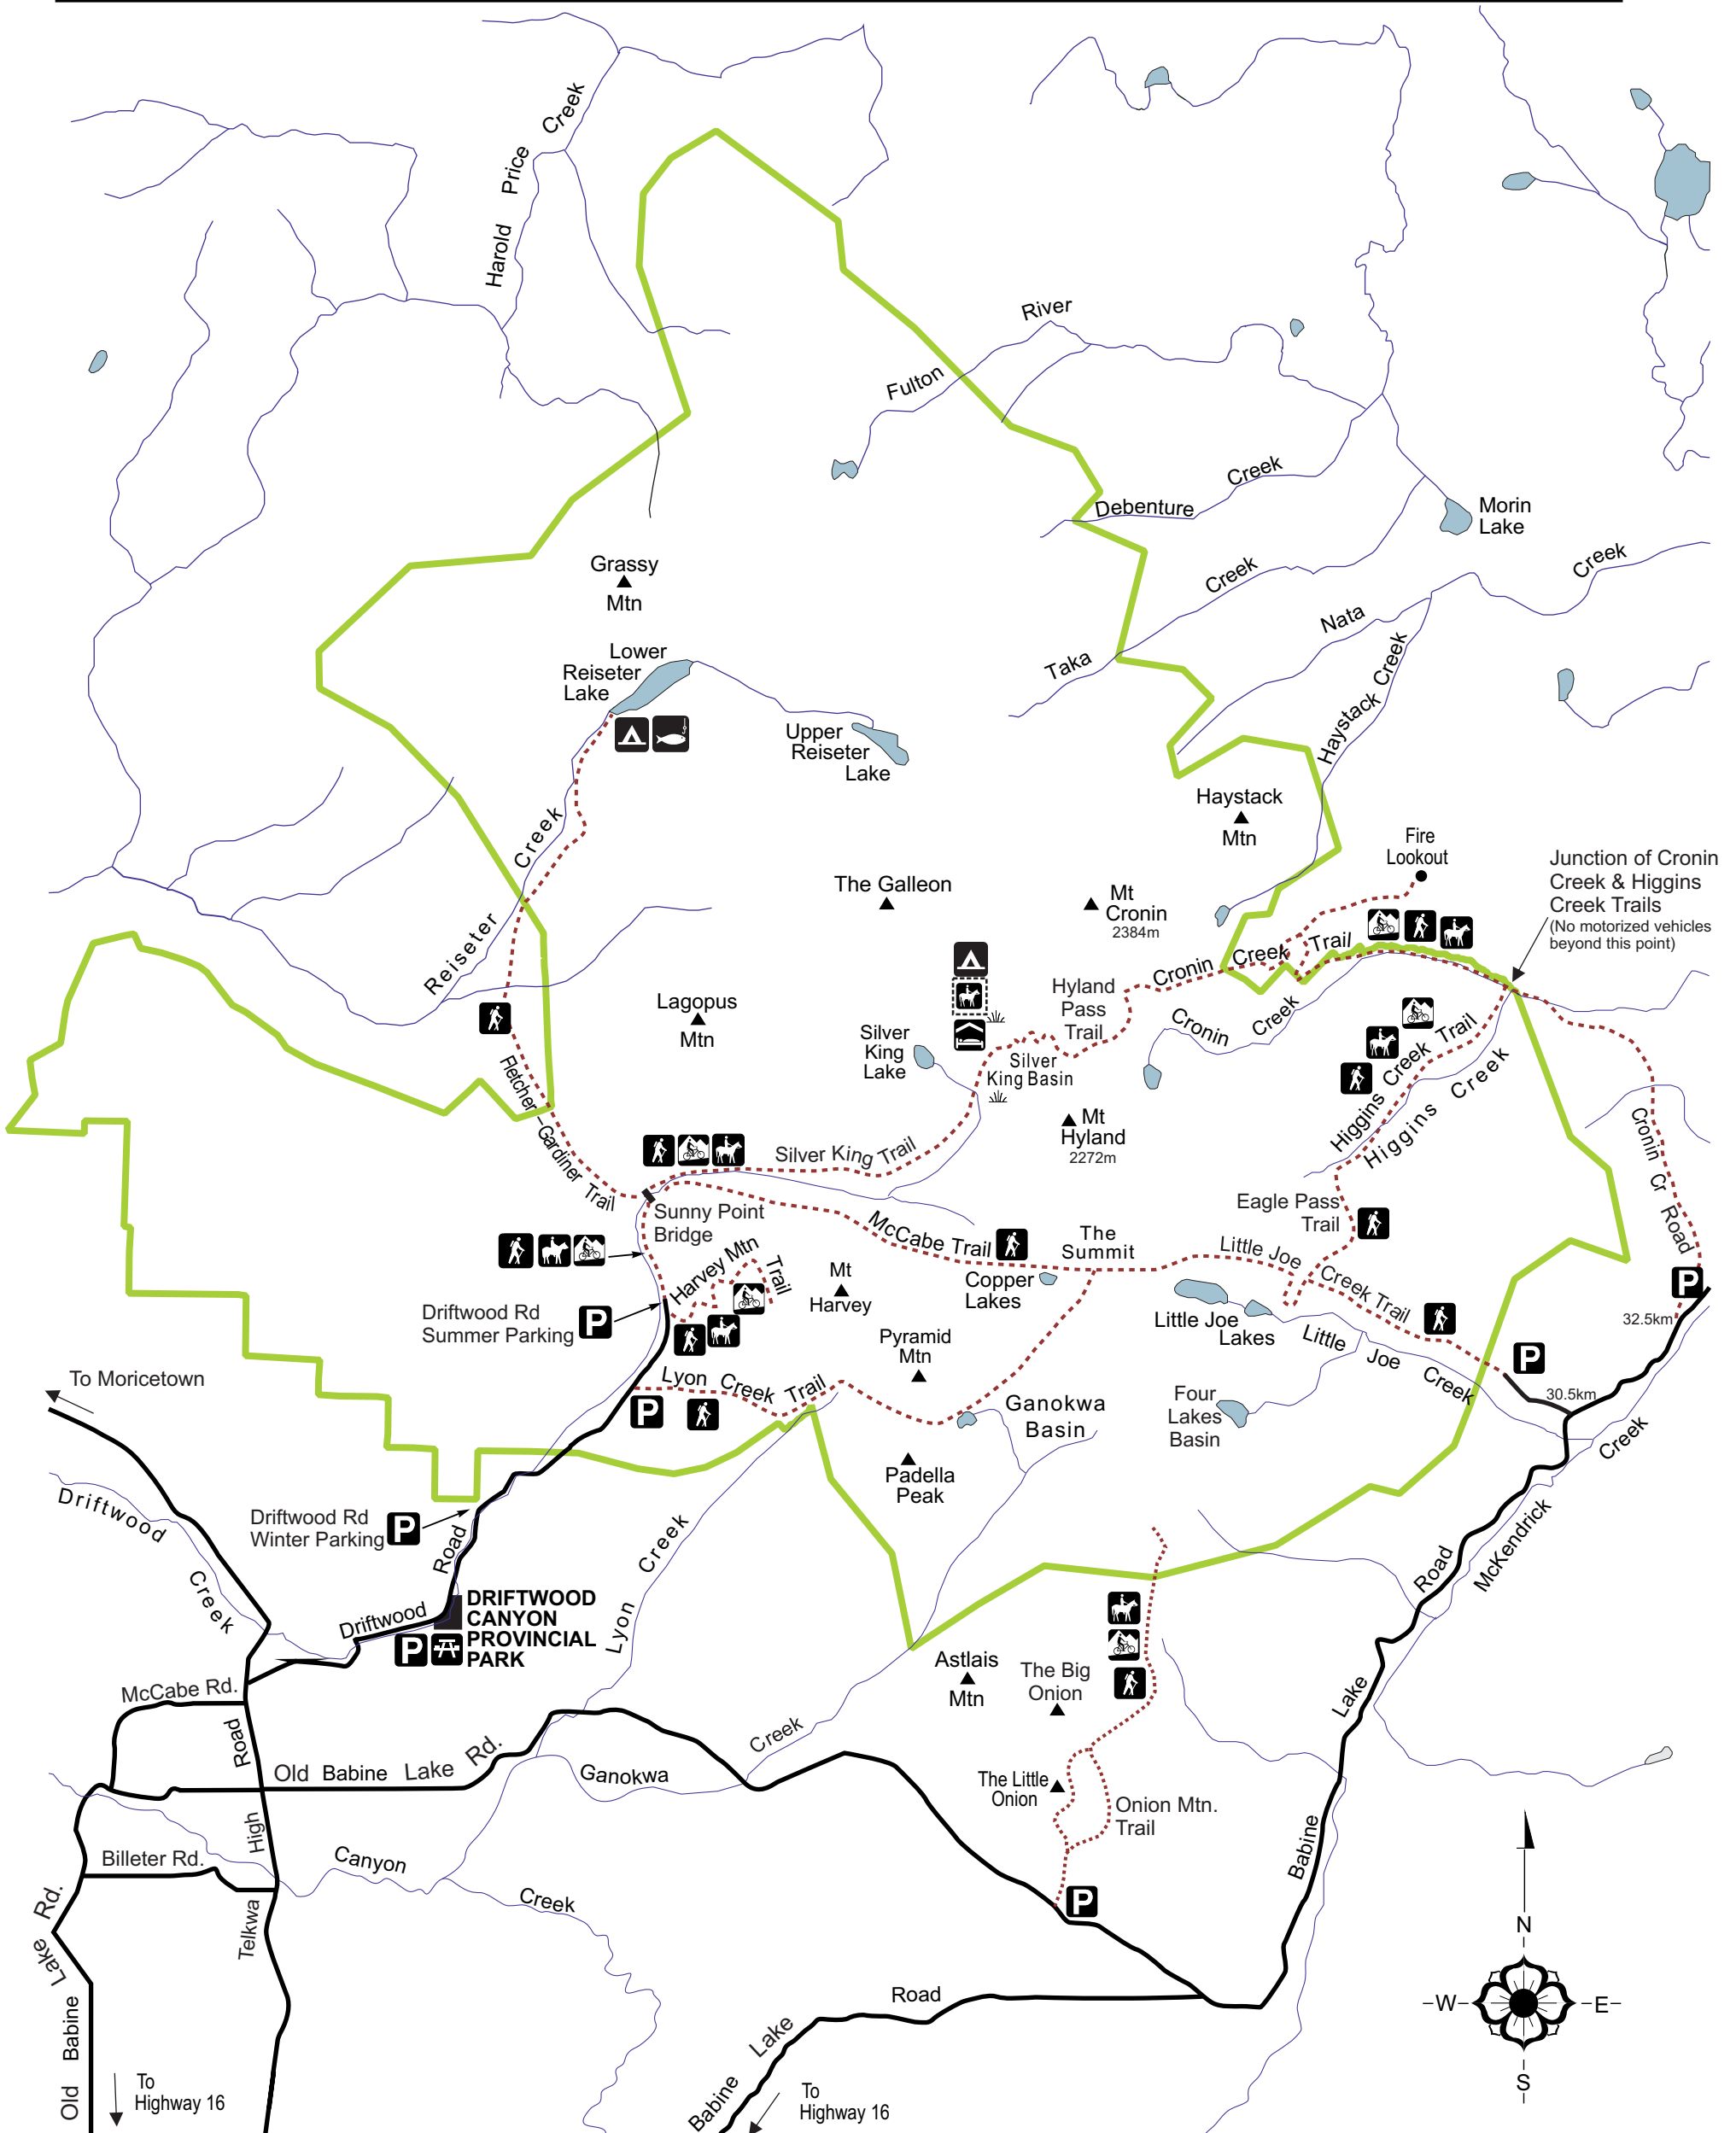 Harold Price Creek
Fulton River
Debenture Creek
Morin
Lake
Taka Creek
Nata Creek
Haystack Creek
Grassy
Mtn
Lower
Reiseter
Lake
Upper
Reiseter
Lake
Reiseter Creek
Haystack
Mtn
Fire
Lookout
Junction of Cronin
Creek & Higgins
Creek Trails
(No motorized vehicles
beyond this point)
The Galleon
Mt
Cronin
2384m
Cronin Creek Trail
Hyland
Pass
Trail
Cronin Creek
Lagopus
Mtn
Silver
King
Lake
Silver
King Basin
Mt
Hyland
2272m
Higgins Creek Trail
Higgins Creek
Cronin Cr Road
Fletcher-Gardiner Trail
Silver King Trail
Sunny Point
Bridge
McCabe Trail
The
Summit
Eagle Pass
Trail
Little Joe Creek Trail
Harvey Mtn Trail
Mt
Harvey
Copper
Lakes
Little Joe
Lakes
Little Joe Creek
P
32.5km
Driftwood Rd
Summer Parking
P
Pyramid
Mtn
P
30.5km
To Moricetown
Lyon Creek Trail
P
Ganokwa
Basin
Four
Lakes
Basin
Padella
Peak
Driftwood Creek
Driftwood Rd
Winter Parking
P
Driftwood Road
DRIFTWOOD
CANYON
PROVINCIAL
PARK
P
Lyon Creek
McKendrick Creek
Astlais
Mtn
The Big
Onion
McCabe Rd.
Old Babine Lake Rd.
Ganokwa Creek
The Little
Onion
Onion Mtn.
Trail
Babine Lake Road
Billeter Rd.
Canyon Creek
Telkwa High Road
P
Old Babine Lake Rd.
Babine Lake Road
To
Highway 16
To
Highway 16
N
W
E
S